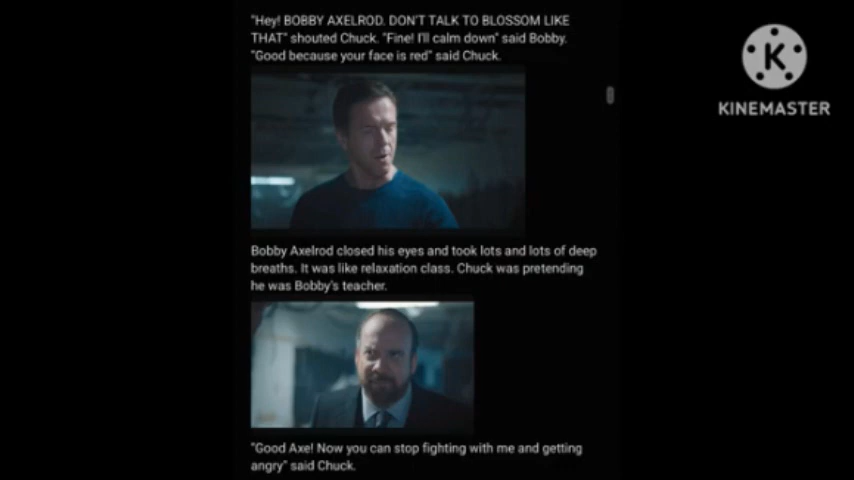 "Hey! BOBBY AXELROD. DON'T TALK TO BLOSSOM LIKE
THAT" shouted Chuck. "Fine! I'll calm down" said Bobby.
"Good because your face is red" said Chuck.
K
KINEMASTER
Bobby Axelrod closed his eyes and took lots and lots of deep
breaths. It was like relaxation class. Chuck was pretending
he was Bobby's teacher.
"Good Axe! Now you can stop fighting with me and getting
angry" said Chuck.